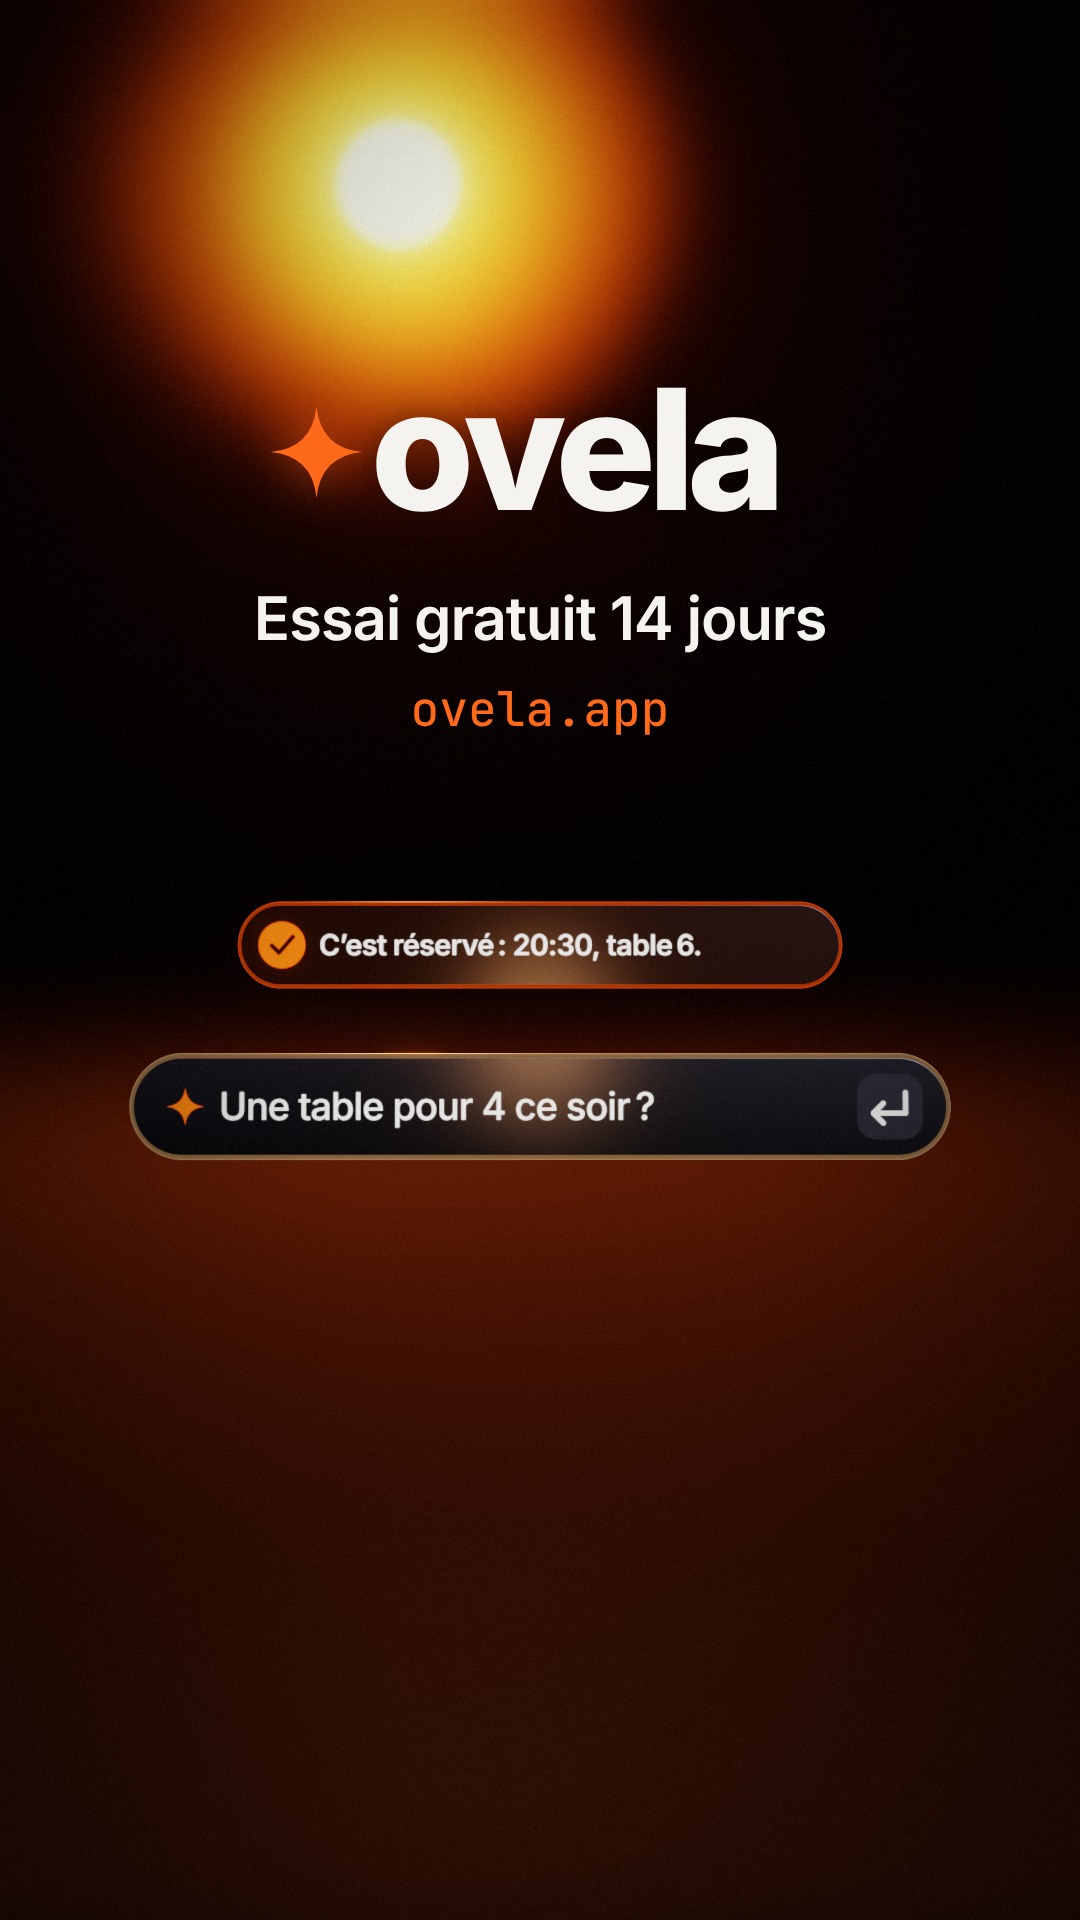 ovela
Essai gratuit 14 jours
ovela.app
C’est réservé : 20:30, table 6.
Une table pour 4 ce soir ?